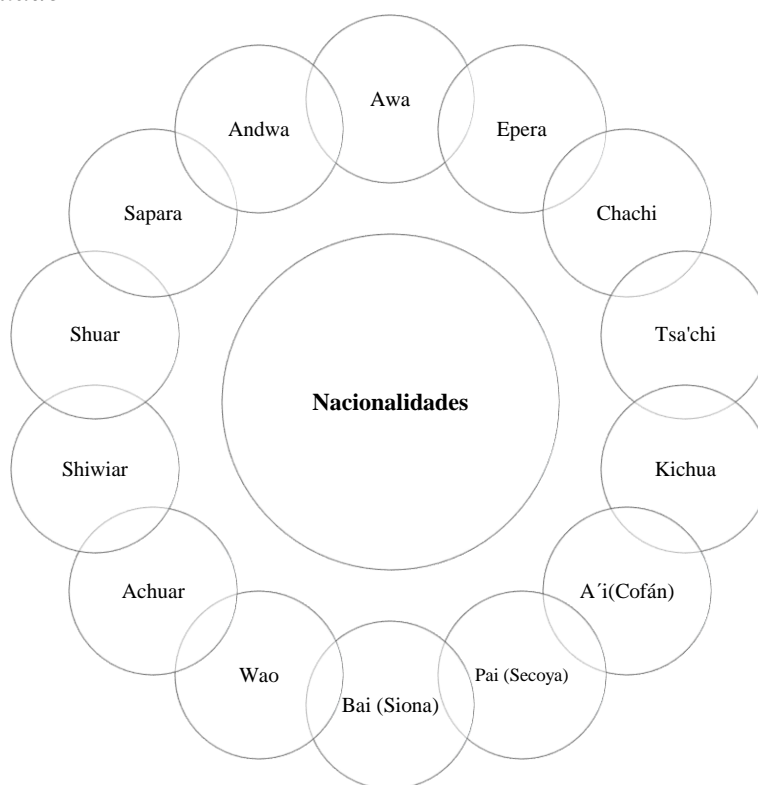 Awa
Epera
Chachi
Tsa'chi
Kichua
A´i(Cofán)
Pai (Secoya)
Bai (Siona)
Wao
Achuar
Shiwiar
Shuar
Sapara
Andwa
Nacionalidades